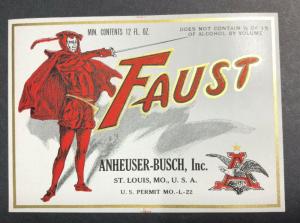 MIN. CONTENTS 12 FL. OZ.
DOES NOT CONTAIN ½ OF 1%
OF ALCOHOL BY VOLUME
FAUST
ANHEUSER-BUSCH, Inc.
ST. LOUIS, MO., U. S. A.
U. S. PERMIT MO.-L-22
A